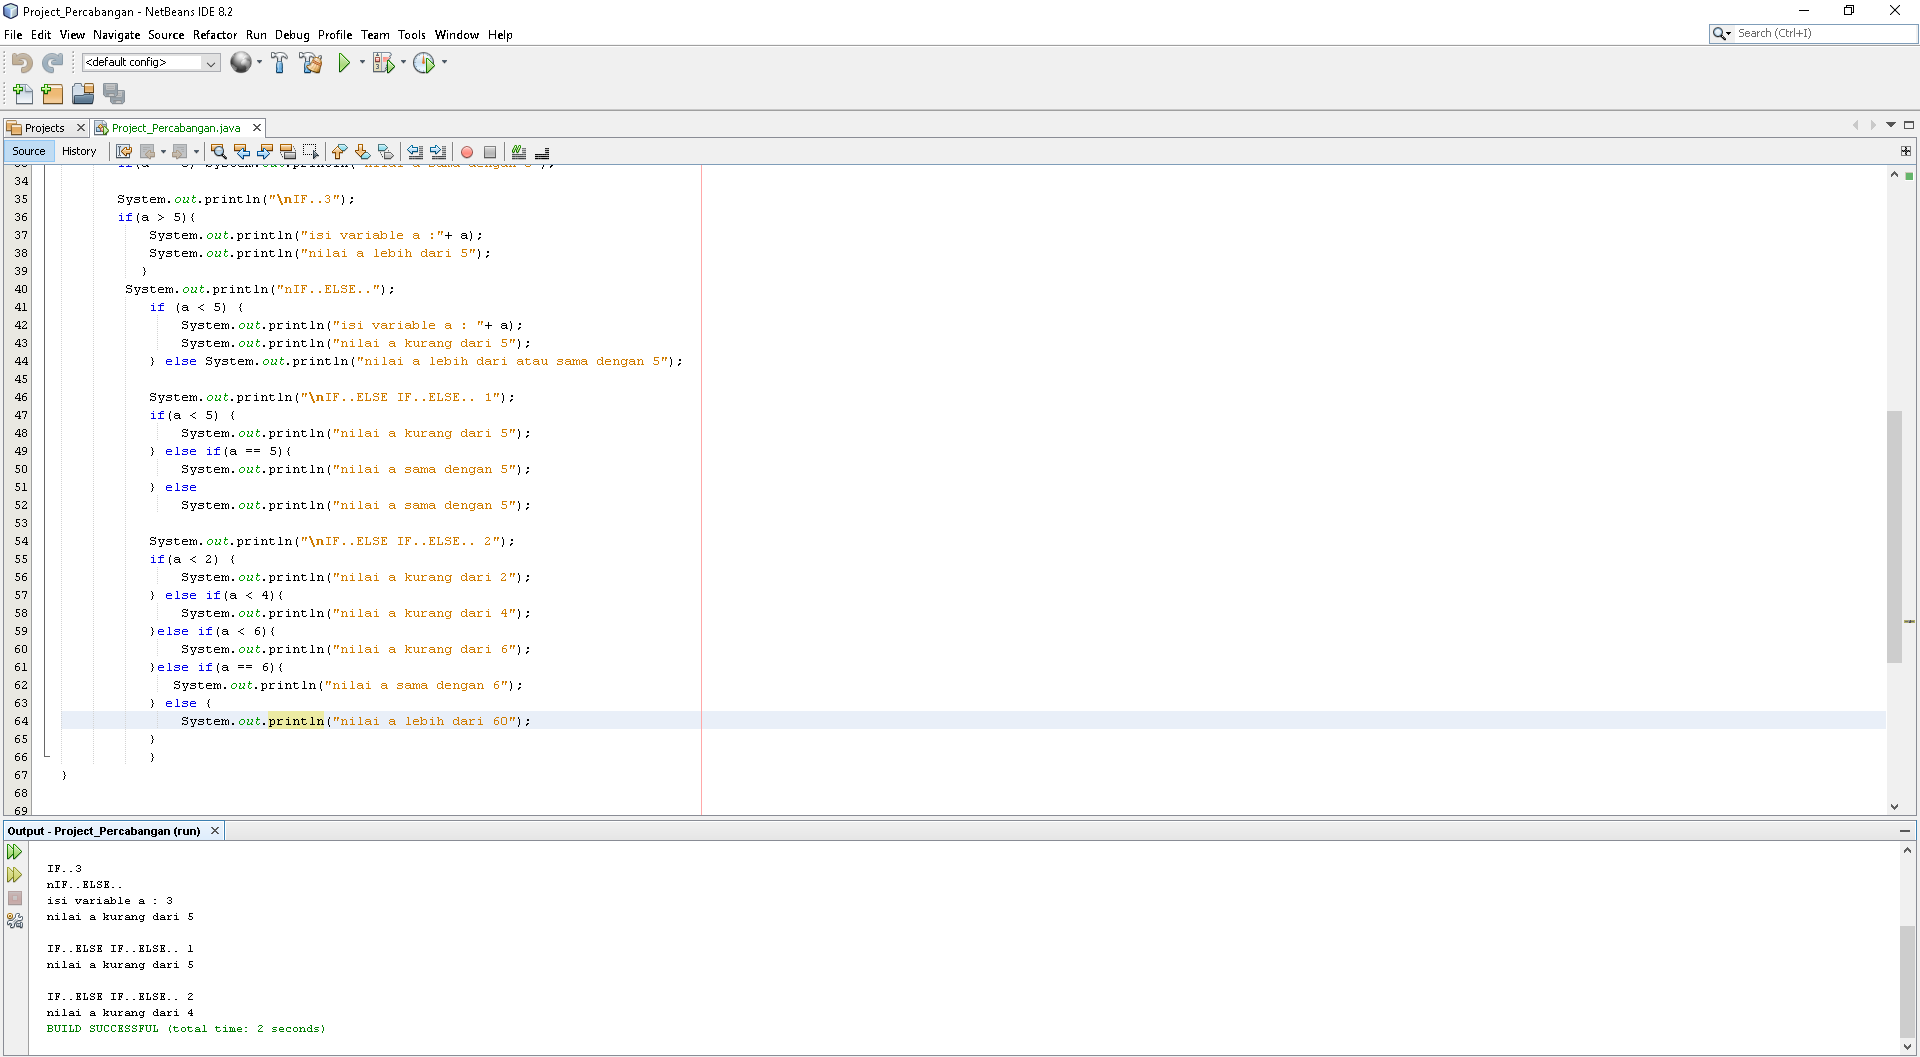 Project_Percabangan - NetBeans IDE 8.2
File Edit View Navigate Source Refactor Run Debug Profile Team Tools Window Help
Search (Ctrl+I)
<default config>
Projects
Project_Percabangan.java
Source History
34
35 System.out.println("\nIF..3");
36 if(a > 5){
37 System.out.println("isi variable a :"+ a);
38 System.out.println("nilai a lebih dari 5");
39 }
40 System.out.println("nIF..ELSE..");
41 if (a < 5) {
42 System.out.println("isi variable a : "+ a);
43 System.out.println("nilai a kurang dari 5");
44 } else System.out.println("nilai a lebih dari atau sama dengan 5");
45
46 System.out.println("\nIF..ELSE IF..ELSE.. 1");
47 if(a < 5) {
48 System.out.println("nilai a kurang dari 5");
49 } else if(a == 5){
50 System.out.println("nilai a sama dengan 5");
51 } else
52 System.out.println("nilai a sama dengan 5");
53
54 System.out.println("\nIF..ELSE IF..ELSE.. 2");
55 if(a < 2) {
56 System.out.println("nilai a kurang dari 2");
57 } else if(a < 4){
58 System.out.println("nilai a kurang dari 4");
59 }else if(a < 6){
60 System.out.println("nilai a kurang dari 6");
61 }else if(a == 6){
62 System.out.println("nilai a sama dengan 6");
63 } else {
64 System.out.println("nilai a lebih dari 60");
65 }
66 }
67 }
68
69
Output - Project_Percabangan (run)
IF..3
nIF..ELSE..
isi variable a : 3
nilai a kurang dari 5
IF..ELSE IF..ELSE.. 1
nilai a kurang dari 5
IF..ELSE IF..ELSE.. 2
nilai a kurang dari 4
BUILD SUCCESSFUL (total time: 2 seconds)